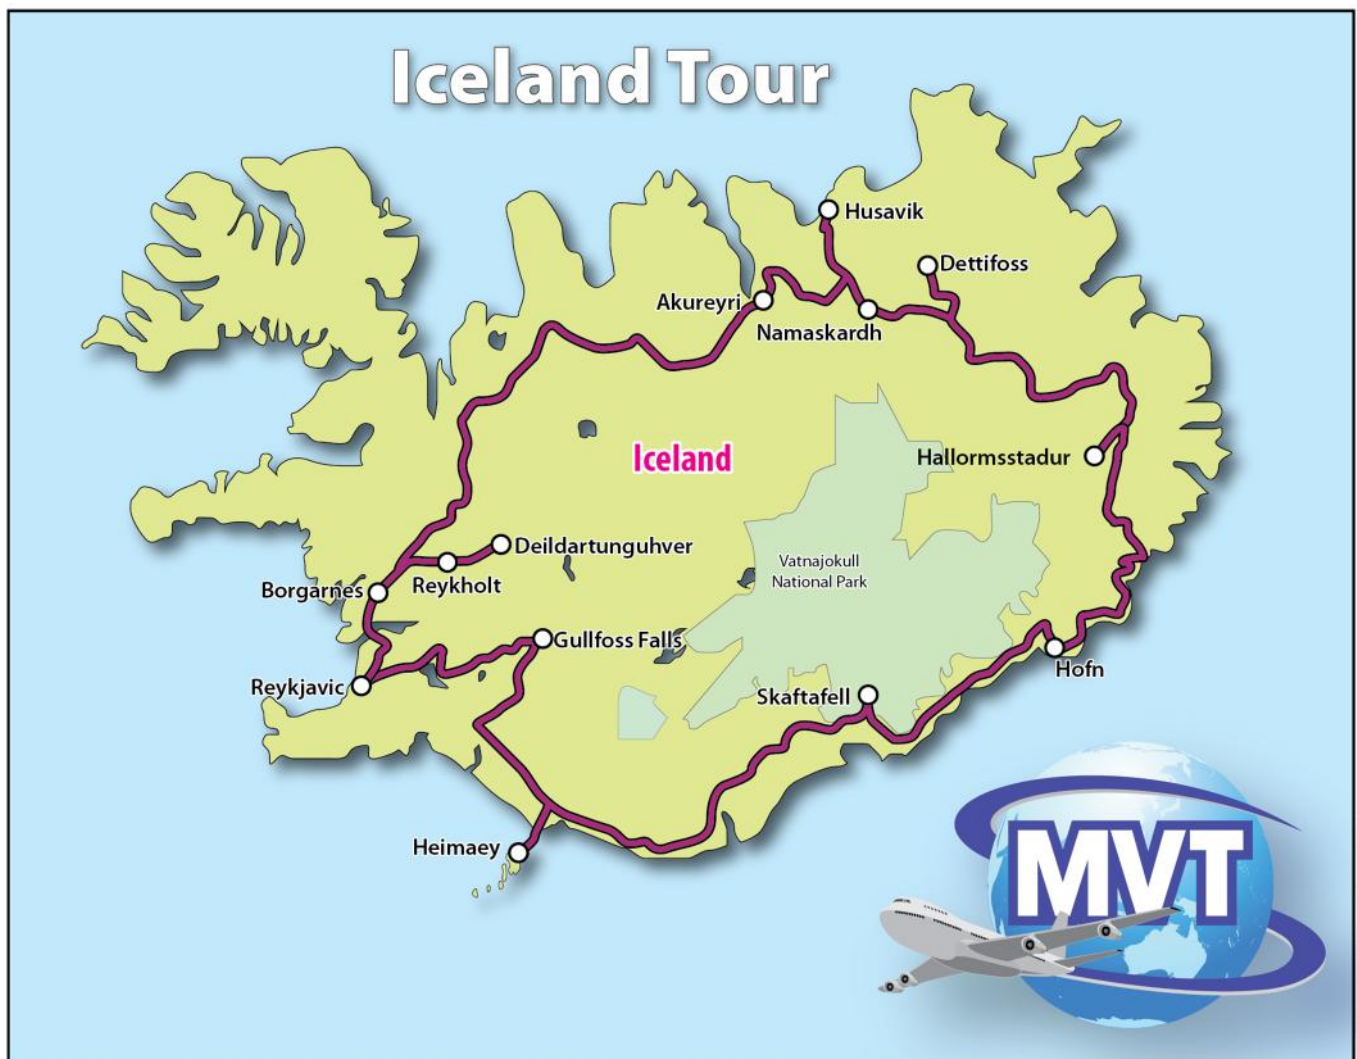 Iceland Tour
Husavik
Dettifoss
Akureyri
Namaskardh
Iceland
Hallormsstadur
Deildartunguhver
Vatnajokull
National Park
Reykholt
Borgarnes
Gullfoss Falls
Hofn
Reykjavic
Skaftafell
Heimaey
MVT